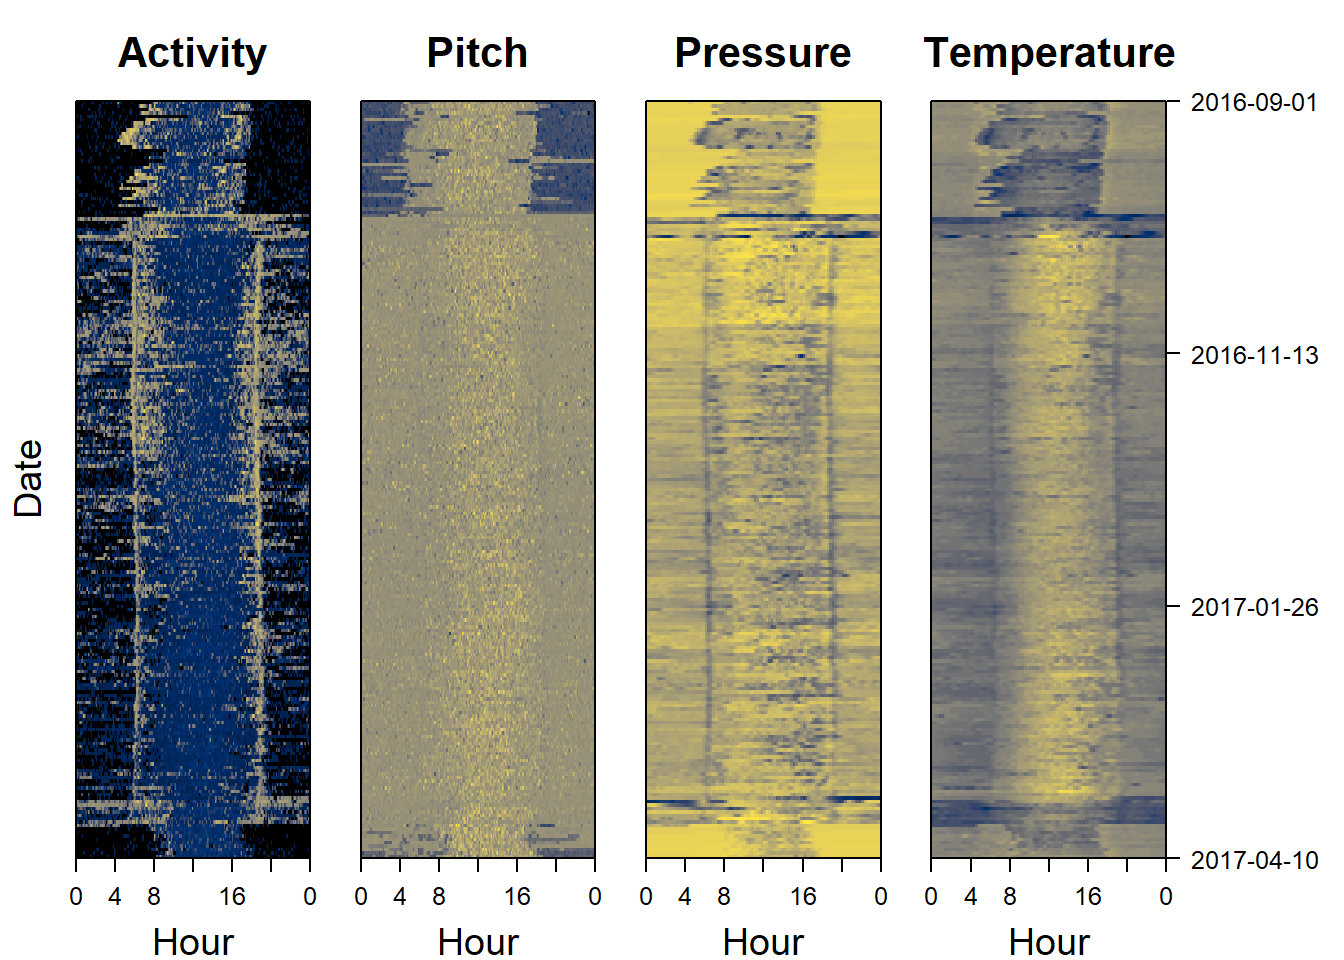 Activity Pitch Pressure Temperature
2016-09-01
2016-11-13
Date
2017-01-26
2017-04-10
0 4 8 16 0 0 4 8 16 0 0 4 8 16 0 0 4 8 16 0
Hour Hour Hour Hour